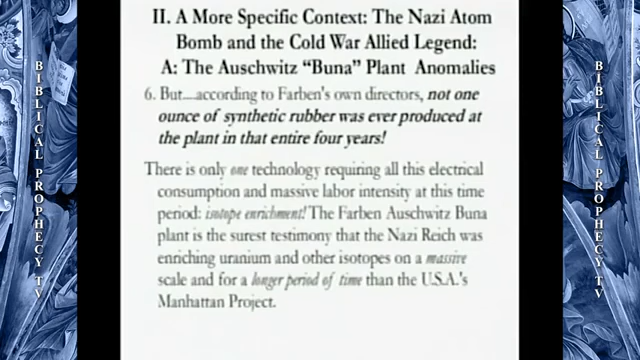 II. A More Specific Context: The Nazi Atom
Bomb and the Cold War Allied Legend:
A: The Auschwitz “Buna” Plant Anomalies
6. But....according to Farben's own directors, not one
ounce of synthetic rubber was ever produced at
the plant in that entire four years!
There is only one technology requiring all this electrical
consumption and massive labor intensity at this time
period: isotope enrichment! The Farben Auschwitz Buna
plant is the surest testimony that the Nazi Reich was
enriching uranium and other isotopes on a massive
scale and for a longer period of time than the U.S.A.'s
Manhattan Project.
BIBLICAL PROPHECY TV
BIBLICAL PROPHECY TV